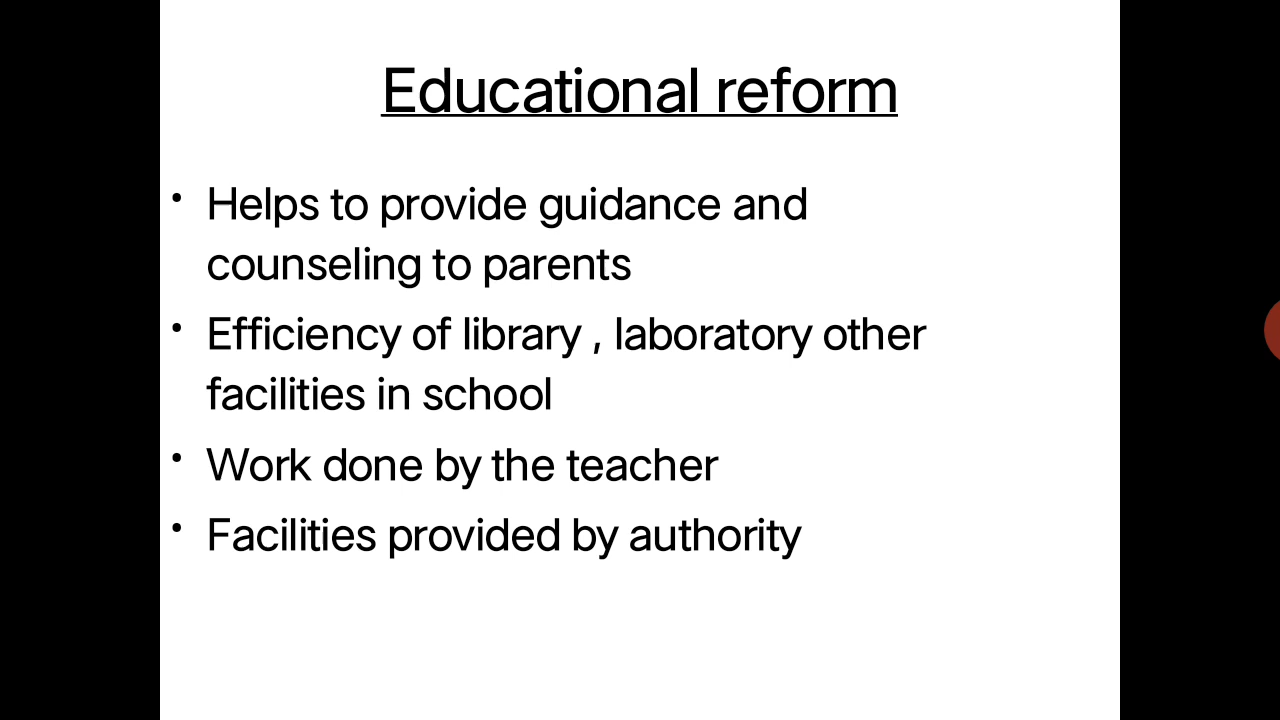 Educational reform
• Helps to provide guidance and
counseling to parents
• Efficiency of library , laboratory other
facilities in school
• Work done by the teacher
• Facilities provided by authority